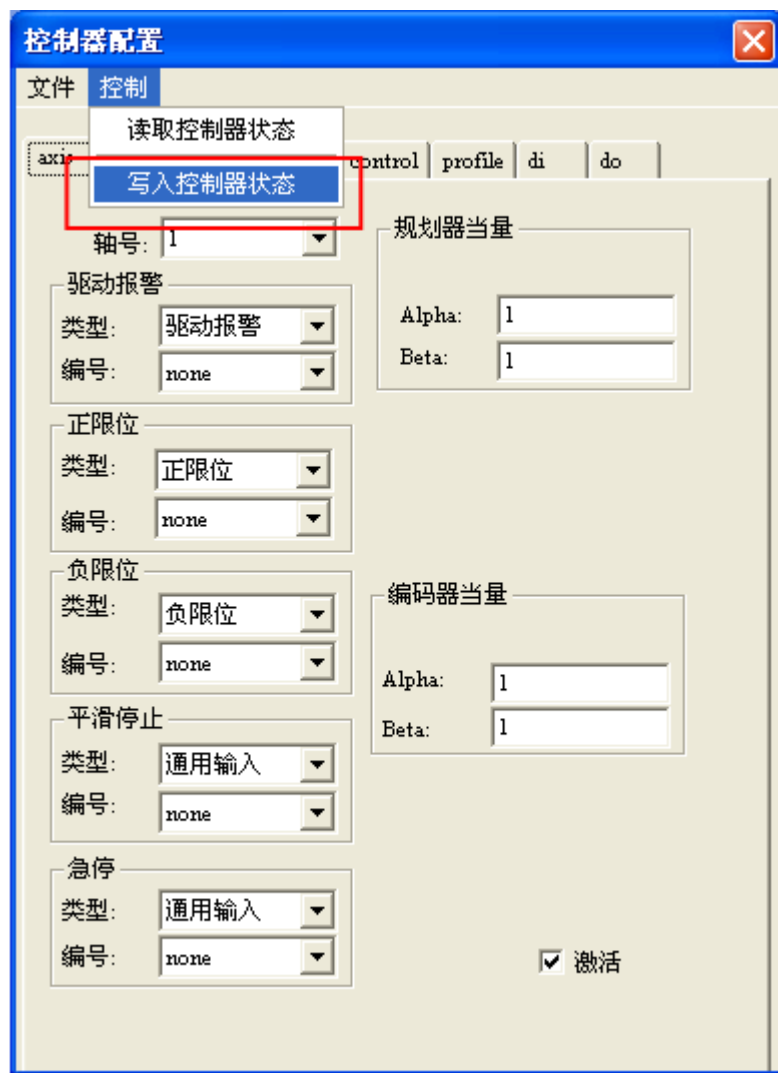 控制器配置
文件 控制
读取控制器状态
写入控制器状态
axis control profile di do
轴号: 1
规划器当量
驱动报警
类型: 驱动报警
Alpha: 1
编号: none
Beta: 1
正限位
类型: 正限位
编号: none
负限位
类型: 负限位
编号: none
编码器当量
Alpha: 1
Beta: 1
平滑停止
类型: 通用输入
编号: none
急停
类型: 通用输入
编号: none
激活